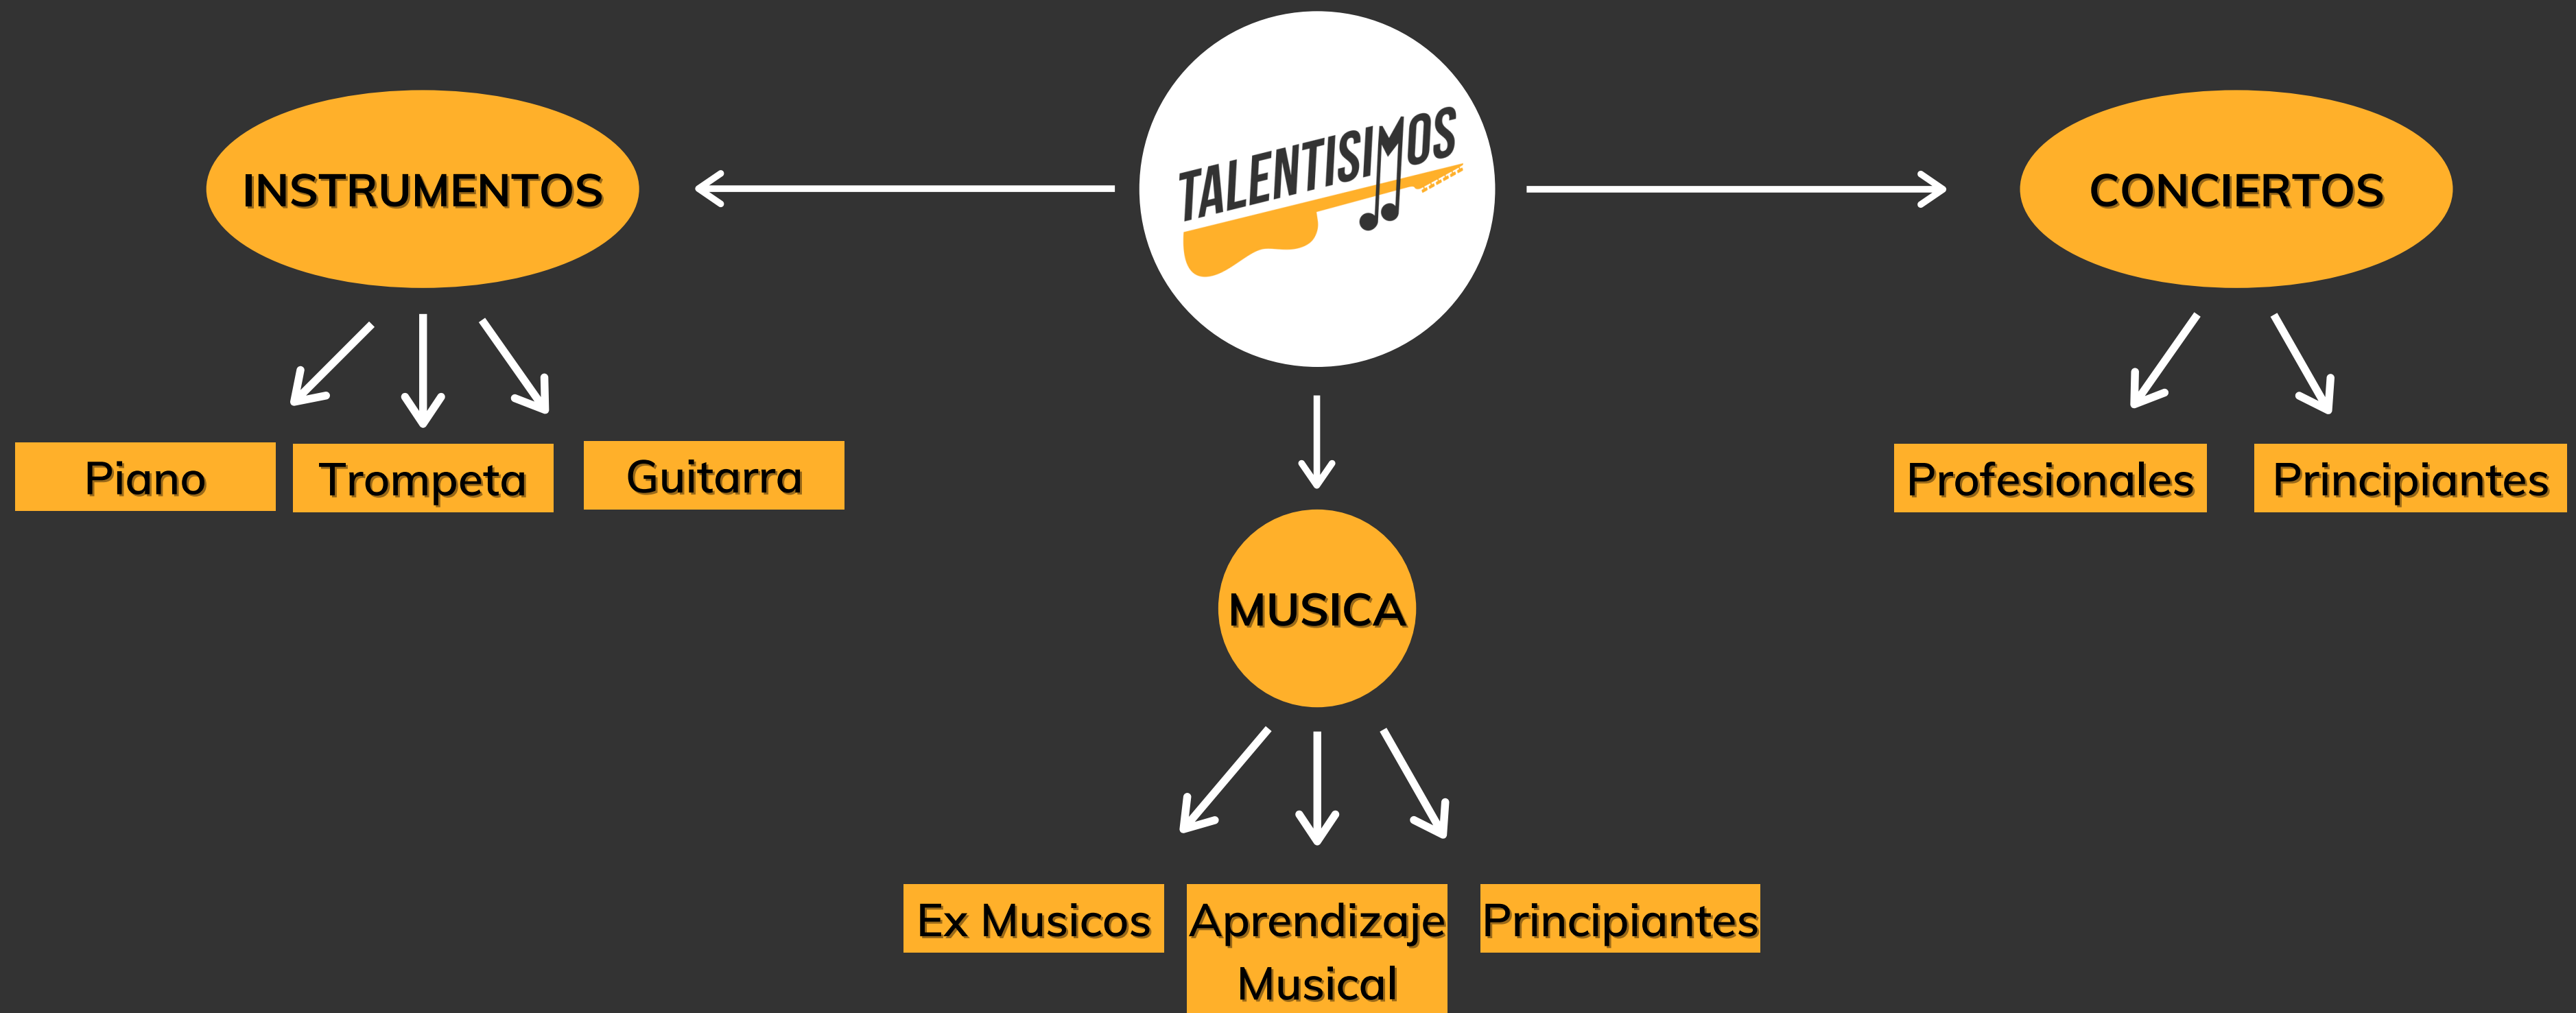 TALENTISIMOS
INSTRUMENTOS
CONCIERTOS
Piano
Trompeta
Guitarra
Profesionales
Principiantes
MUSICA
Ex Musicos
Aprendizaje
Musical
Principiantes